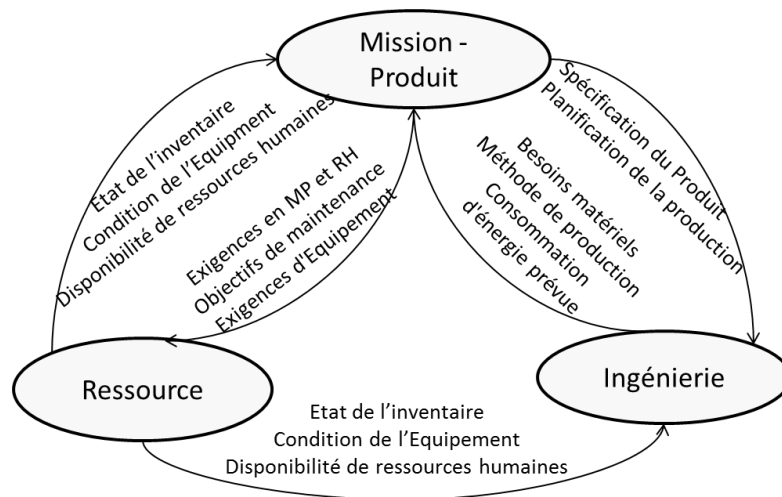 Mission -
Produit
Etat de l’inventaire
Condition de l’Equipment
Disponibilité de ressources humaines
Exigences en MP et RH
Objectifs de maintenance
Exigences d'Equipement
Besoins matériels
Méthode de production
Consommation
d'énergie prévue
Spécification du Produit
Planification de la production
Ressource
Ingénierie
Etat de l’inventaire
Condition de l’Equipement
Disponibilité de ressources humaines